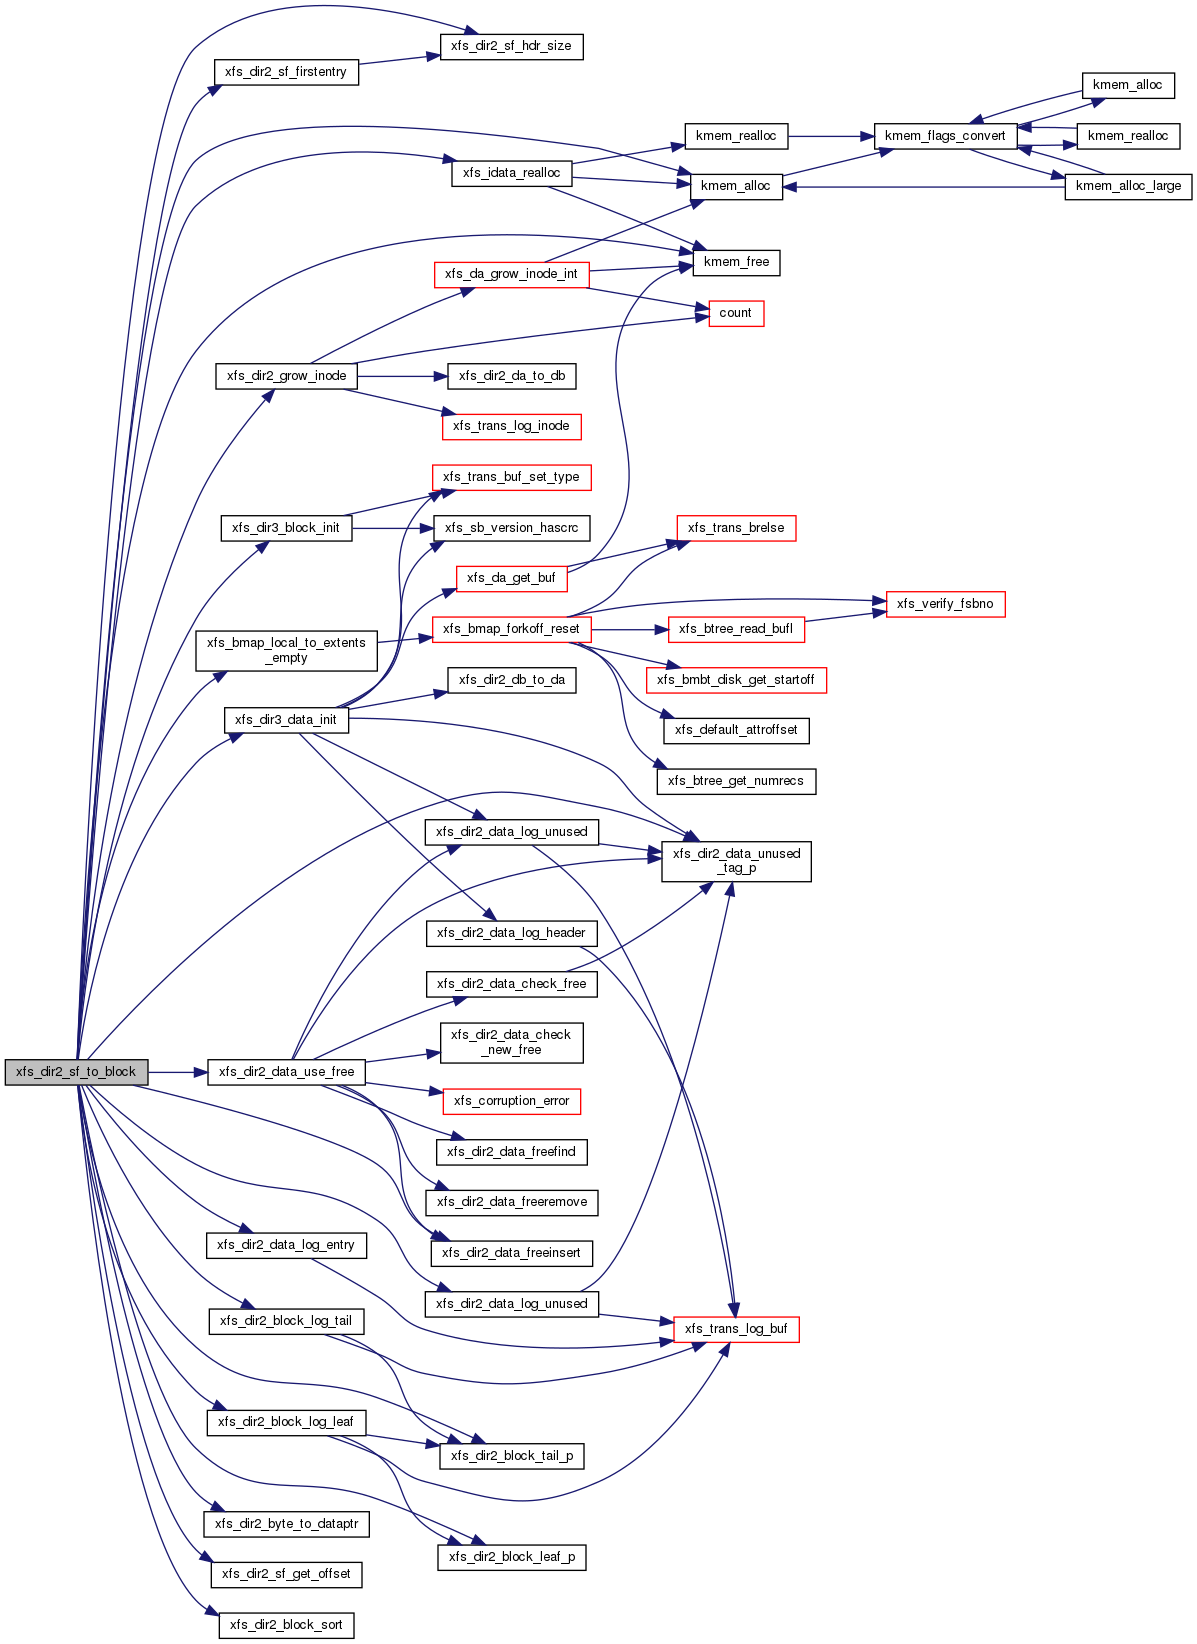 xfs_dir2_sf_hdr_size
xfs_dir2_sf_firstentry
kmem_alloc
kmem_realloc
kmem_flags_convert
kmem_realloc
xfs_idata_realloc
kmem_alloc
kmem_alloc_large
kmem_free
xfs_da_grow_inode_int
count
xfs_dir2_grow_inode
xfs_dir2_da_to_db
xfs_trans_log_inode
xfs_trans_buf_set_type
xfs_dir3_block_init
xfs_sb_version_hascrc
xfs_trans_brelse
xfs_da_get_buf
xfs_verify_fsbno
xfs_bmap_local_to_extents
_empty
xfs_bmap_forkoff_reset
xfs_btree_read_bufl
xfs_dir2_db_to_da
xfs_bmbt_disk_get_startoff
xfs_dir3_data_init
xfs_default_attroffset
xfs_btree_get_numrecs
xfs_dir2_data_log_unused
xfs_dir2_data_unused
_tag_p
xfs_dir2_data_log_header
xfs_dir2_data_check_free
xfs_dir2_data_check
_new_free
xfs_dir2_sf_to_block
xfs_dir2_data_use_free
xfs_corruption_error
xfs_dir2_data_freefind
xfs_dir2_data_freeremove
xfs_dir2_data_log_entry
xfs_dir2_data_freeinsert
xfs_dir2_data_log_unused
xfs_dir2_block_log_tail
xfs_trans_log_buf
xfs_dir2_block_log_leaf
xfs_dir2_block_tail_p
xfs_dir2_byte_to_dataptr
xfs_dir2_block_leaf_p
xfs_dir2_sf_get_offset
xfs_dir2_block_sort